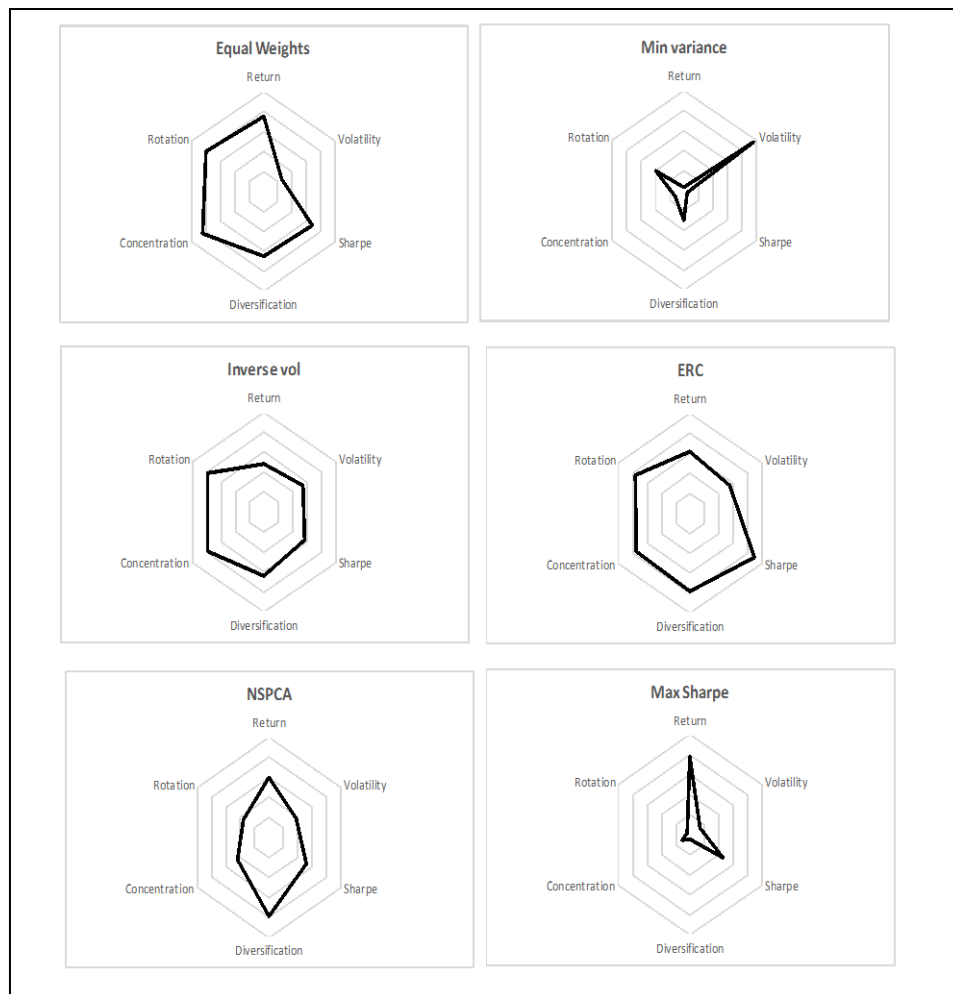 Equal Weights
Return
Rotation
Volatility
Concentration
Sharpe
Diversification
Min variance
Return
Rotation
Volatility
Concentration
Sharpe
Diversification
Inverse vol
Return
Rotation
Volatility
Concentration
Sharpe
Diversification
ERC
Return
Rotation
Volatility
Concentration
Sharpe
Diversification
NSPCA
Return
Rotation
Volatility
Concentration
Sharpe
Diversification
Max Sharpe
Return
Rotation
Volatility
Concentration
Sharpe
Diversification